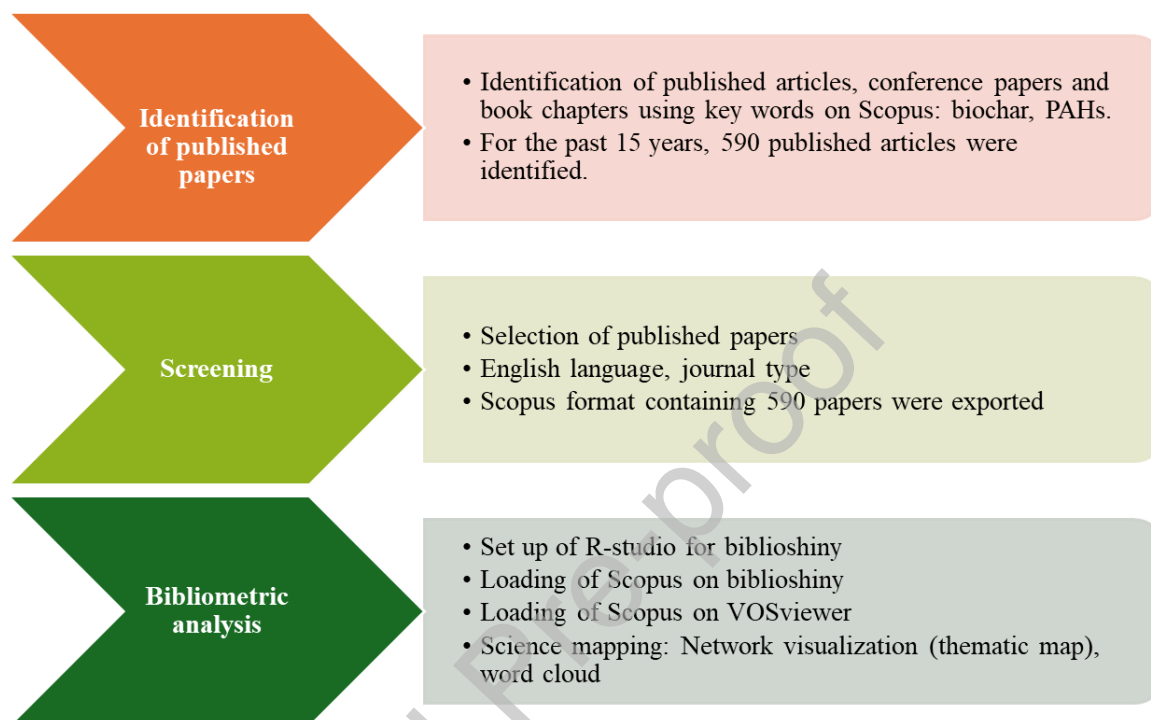 Identification
of published
papers
• Identification of published articles, conference papers and
book chapters using key words on Scopus: biochar, PAHs.
• For the past 15 years, 590 published articles were
identified.
Screening
• Selection of published papers
• English language, journal type
• Scopus format containing 590 papers were exported
Bibliometric
analysis
• Set up of R-studio for biblioshiny
• Loading of Scopus on biblioshiny
• Loading of Scopus on VOSviewer
• Science mapping: Network visualization (thematic map),
word cloud
Pre-proof